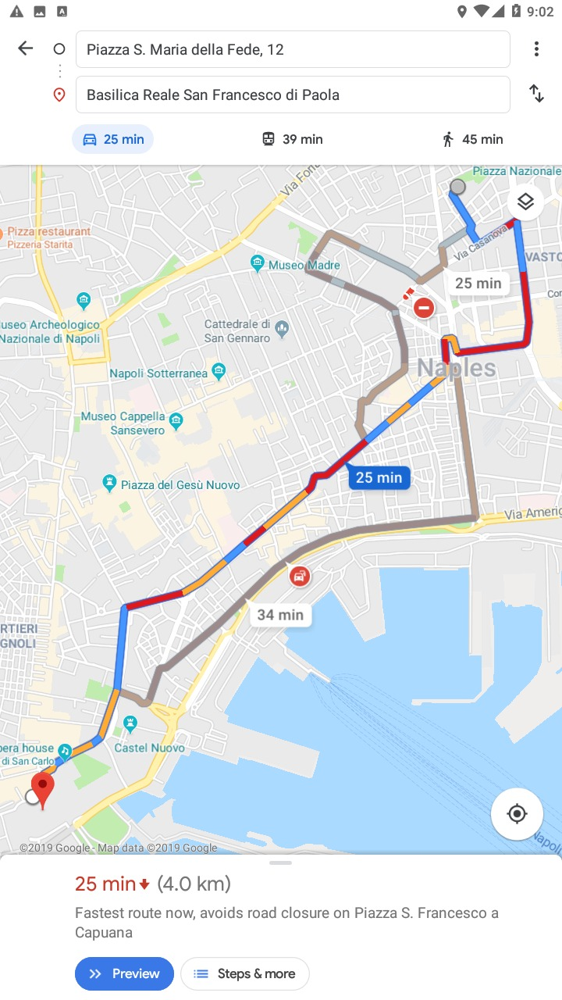 9:02
Piazza S. Maria della Fede, 12
Basilica Reale San Francesco di Paola
25 min
39 min
45 min
Piazza Nazionale
Via Foria
Pizza restaurant
Pizzeria Starita
Via Casanova
VASTO
Museo Madre
25 min
Museo Archeologico
Nazionale di Napoli
Cattedrale di
San Gennaro
Naples
Napoli Sotterranea
Museo Cappella
Sansevero
25 min
Piazza del Gesù Nuovo
Via Americ
34 min
RTIERI
GNOLI
pera house
di San Carlo
Castel Nuovo
Napoli
©2019 Google - Map data ©2019 Google
25 min (4.0 km)
Fastest route now, avoids road closure on Piazza S. Francesco a
Capuana
Preview
Steps & more